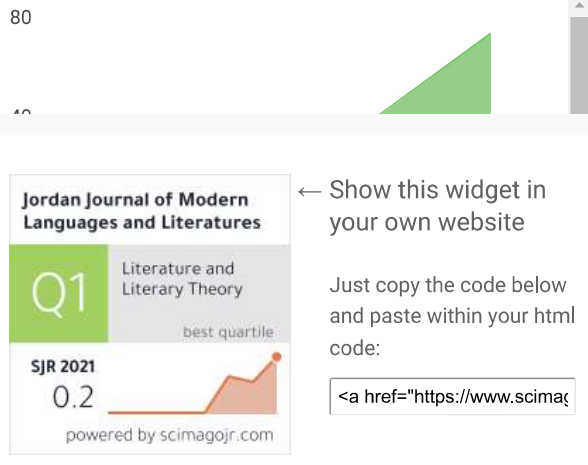 80
40
Jordan Journal of Modern
Languages and Literatures
Q1
Literature and
Literary Theory
best quartile
SJR 2021
0.2
powered by scimagojr.com
← Show this widget in
your own website
Just copy the code below
and paste within your html
code:
<a href="https://www.scimag